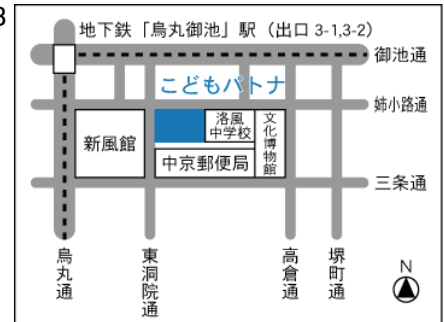 3
地下鉄「烏丸御池」駅（出口 3-1,3-2）
御池通
こどもパトナ
姉小路通
新風館
洛風
中学校
文化博物館
中京郵便局
三条通
烏丸通
東洞院通
高倉通
堺町通
N